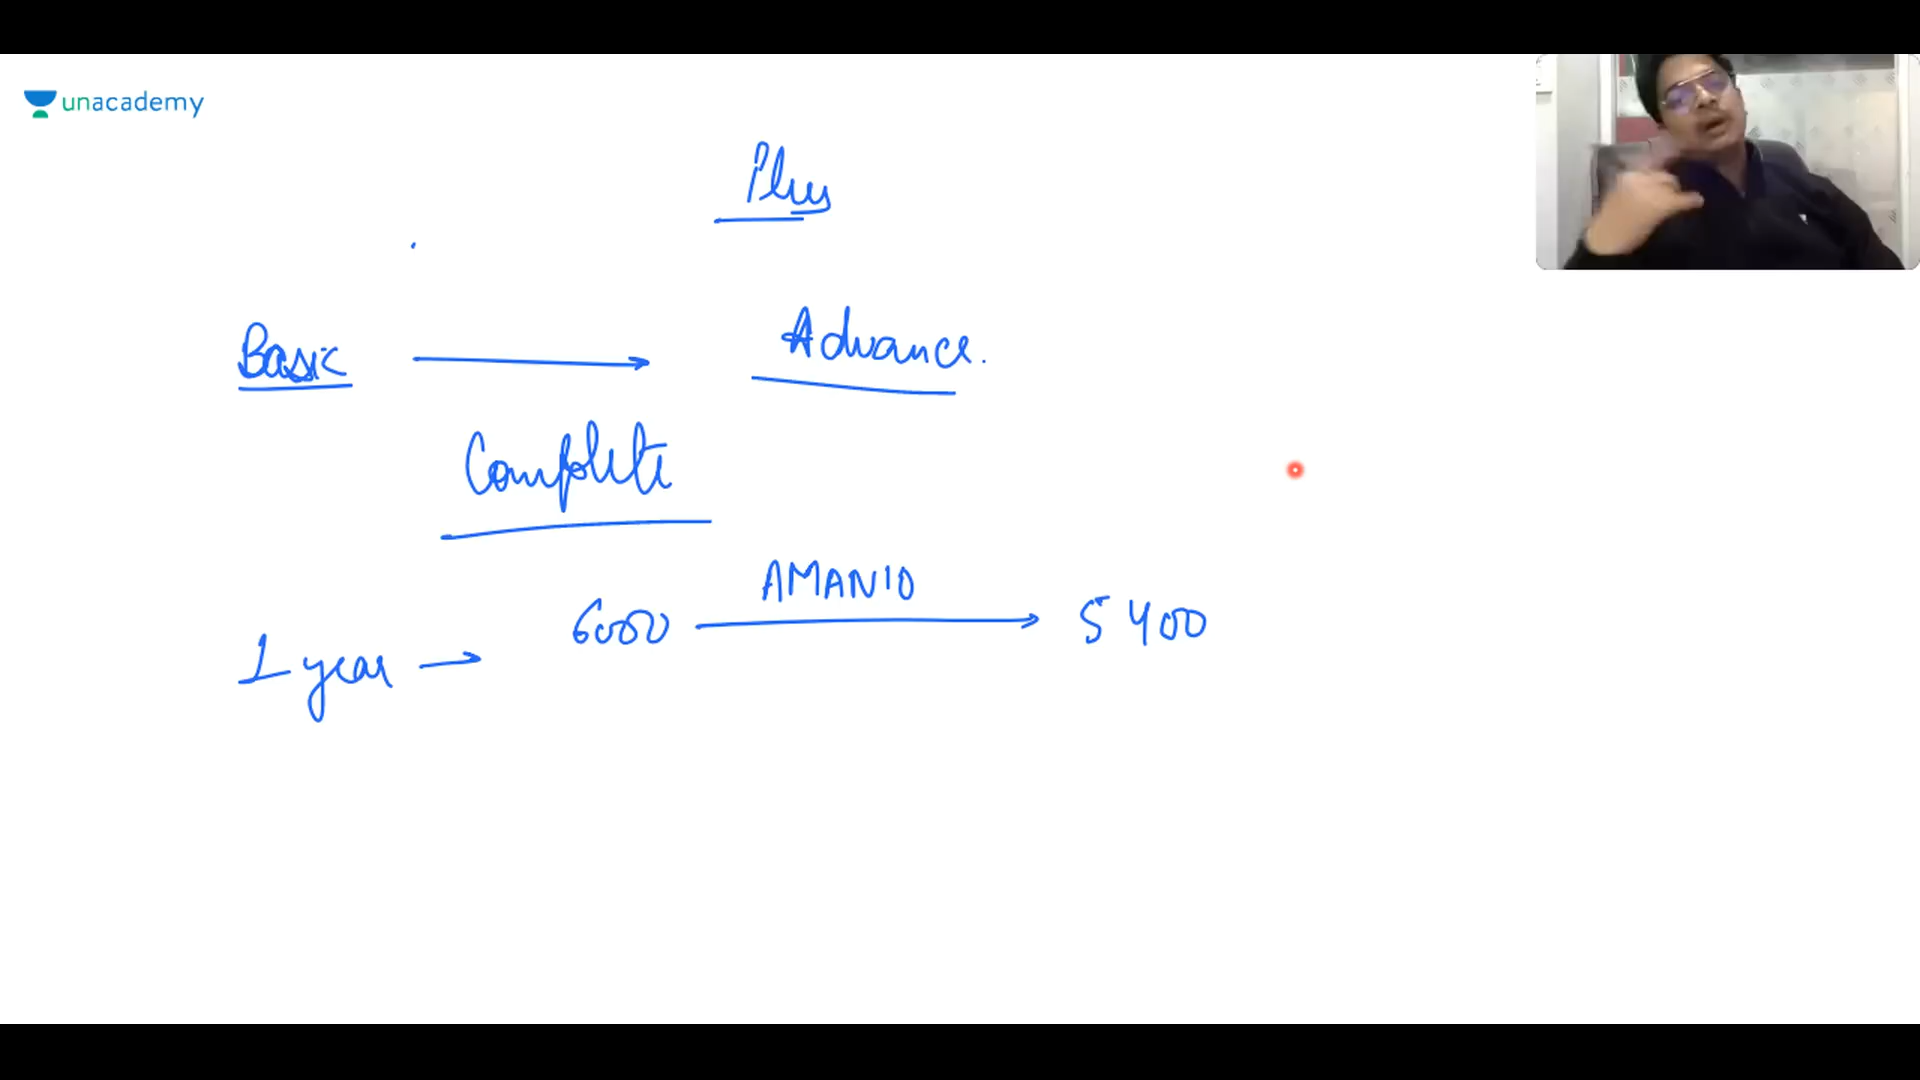 unacademy
Plus
Basic → Advance.
Complete
AMAN10
1 year → 6000 → 5400